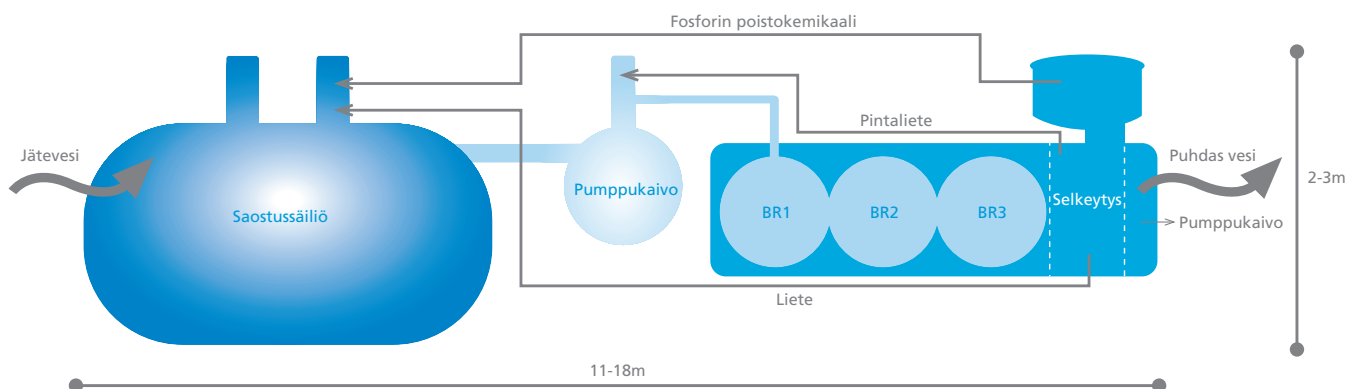 Fosforin poistokemikaali
Pintaliete
Jätevesi
Puhdas vesi
2-3m
Pumppukaivo
Saostussäiliö
BR1
BR2
BR3
Selkeytys
Pumppukaivo
Liete
11-18m